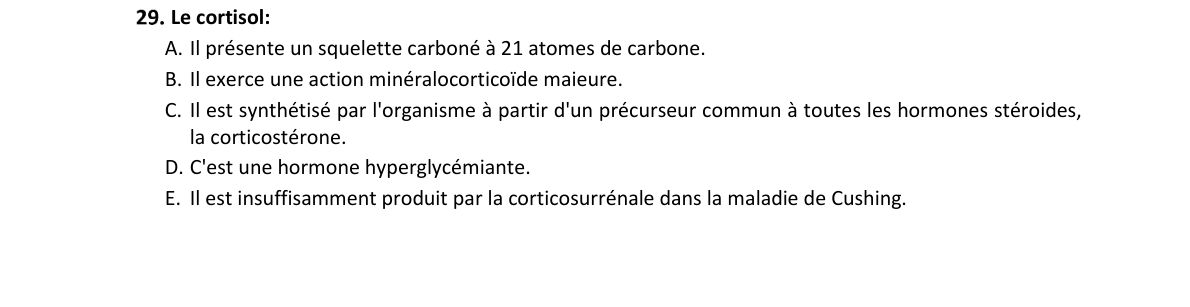 29. Le cortisol:
A. Il présente un squelette carboné à 21 atomes de carbone.
B. Il exerce une action minéralocorticoïde maieure.
C. Il est synthétisé par l'organisme à partir d'un précurseur commun à toutes les hormones stéroides,
la corticostérone.
D. C'est une hormone hyperglycémiante.
E. Il est insuffisamment produit par la corticosurrénale dans la maladie de Cushing.